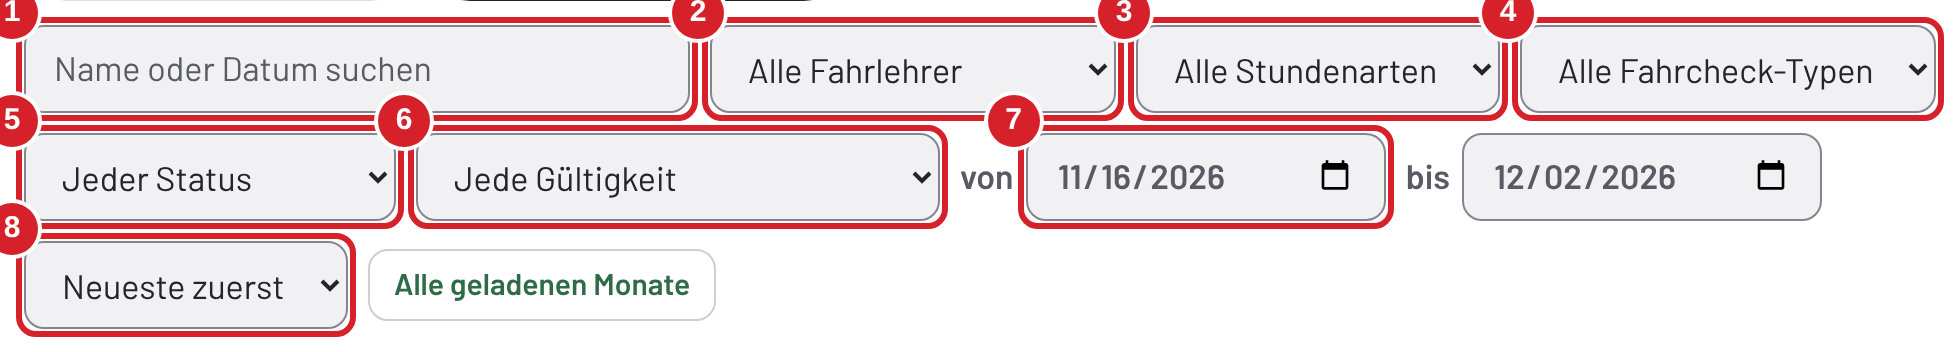 1 2 3 4
Name oder Datum suchen Alle Fahrlehrer Alle Stundenarten Alle Fahrcheck-Typen
5 6 7
Jeder Status Jede Gültigkeit von 11/16/2026 bis 12/02/2026
8
Neueste zuerst Alle geladenen Monate